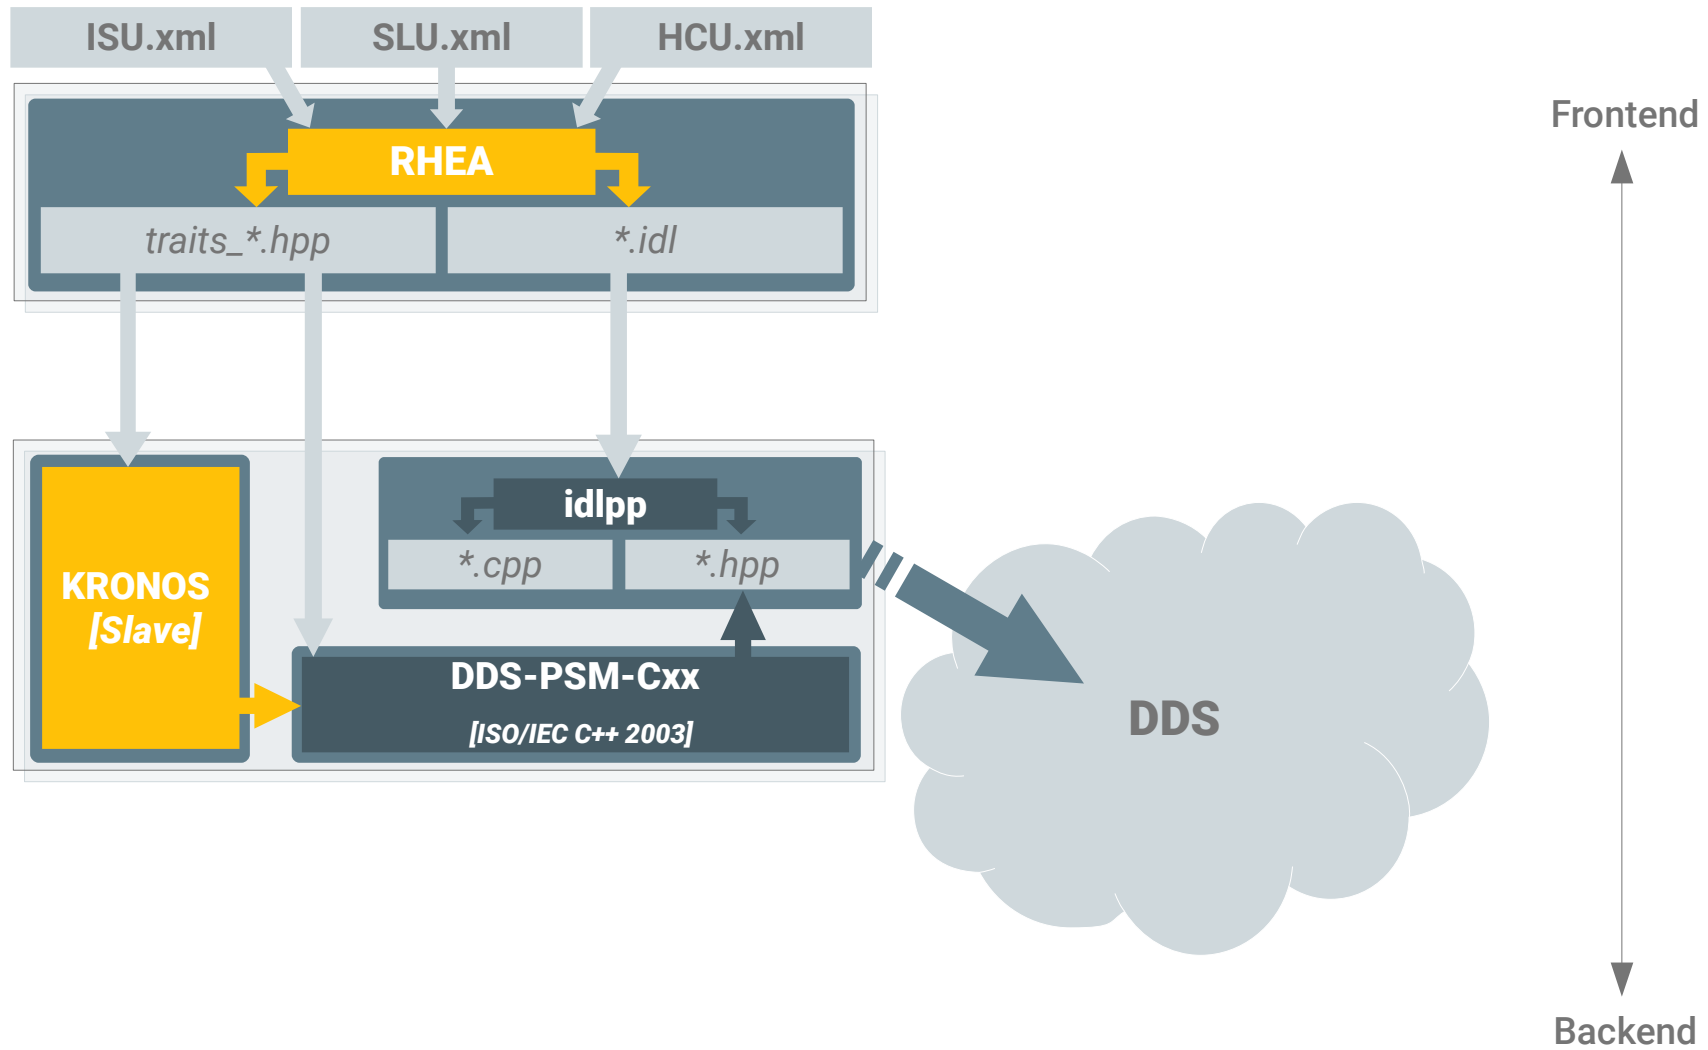 ISU.xml
SLU.xml
HCU.xml
Frontend
RHEA
traits_*.hpp
*.idl
idlpp
*.cpp
*.hpp
KRONOS
[Slave]
DDS-PSM-Cxx
[ISO/IEC C++ 2003]
DDS
Backend